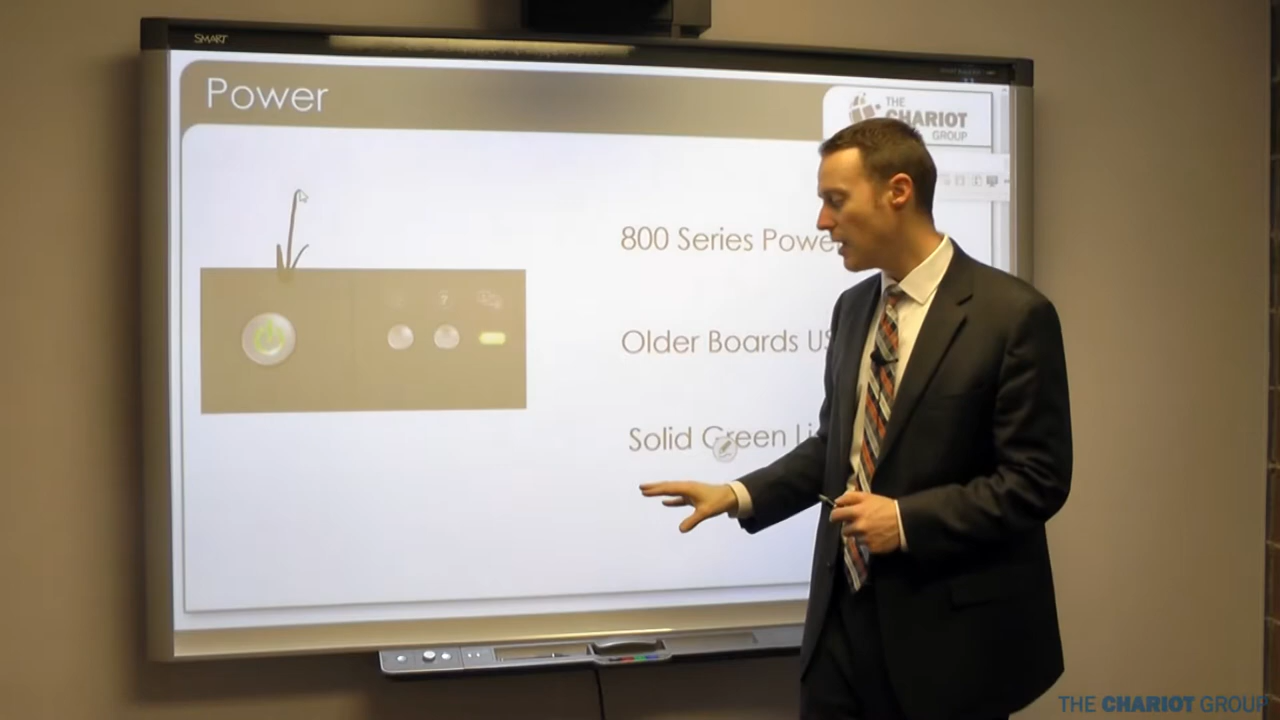 SMART
Power
THE
CHARIOT
GROUP
800 Series Powe
?
Older Boards US
Solid Green Li
THE CHARIOT GROUP